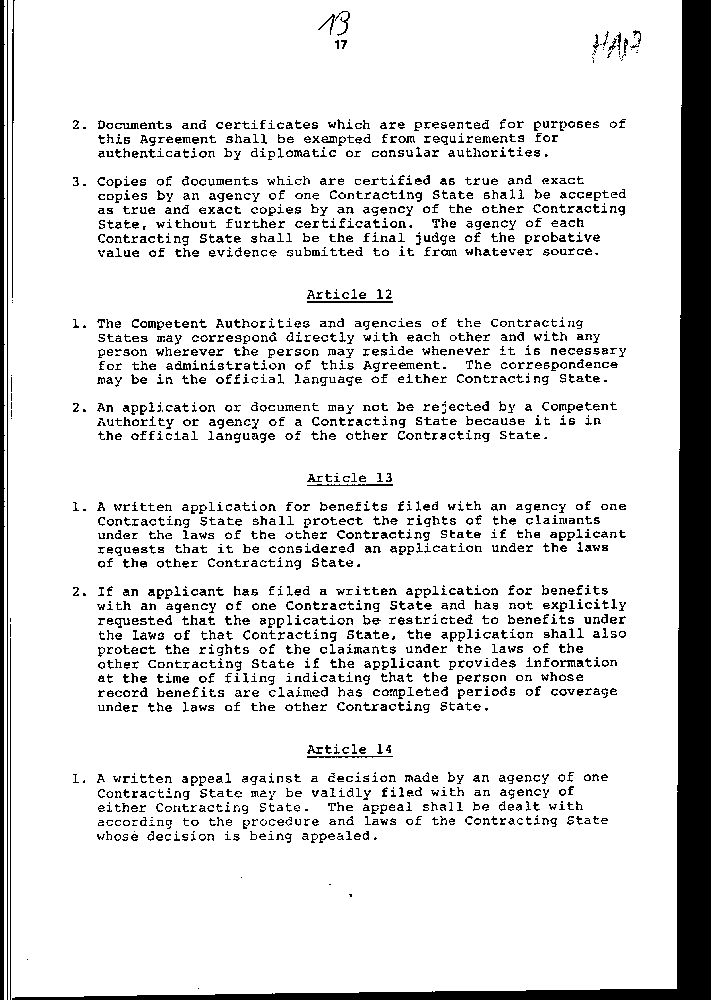 13
17
2. Documents and certificates which are presented for purposes of
this Agreement shall be exempted from requirements for
authentication by diplomatic or consular authorities.
3. Copies of documents which are certified as true and exact
copies by an agency of one Contracting State shall be accepted
as true and exact copies by an agency of the other Contracting
State, without further certification. The agency of each
Contracting State shall be the final judge of the probative
value of the evidence submitted to it from whatever source.
Article 12
1. The Competent Authorities and agencies of the Contracting
States may correspond directly with each other and with any
person wherever the person may reside whenever it is necessary
for the administration of this Agreement. The correspondence
may be in the official language of either Contracting State.
2. An application or document may not be rejected by a Competent
Authority or agency of a Contracting State because it is in
the official language of the other Contracting State.
Article 13
1. A written application for benefits filed with an agency of one
Contracting State shall protect the rights of the claimants
under the laws of the other Contracting State if the applicant
requests that it be considered an application under the laws
of the other Contracting State.
2. If an applicant has filed a written application for benefits
with an agency of one Contracting State and has not explicitly
requested that the application be restricted to benefits under
the laws of that Contracting State, the application shall also
protect the rights of the claimants under the laws of the
other Contracting State if the applicant provides information
at the time of filing indicating that the person on whose
record benefits are claimed has completed periods of coverage
under the laws of the other Contracting State.
Article 14
1. A written appeal against a decision made by an agency of one
Contracting State may be validly filed with an agency of
either Contracting State. The appeal shall be dealt with
according to the procedure and laws of the Contracting State
whose decision is being appealed.